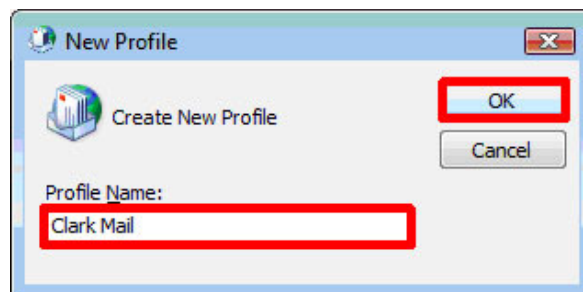 New Profile
Create New Profile
OK
Cancel
Profile Name:
Clark Mail